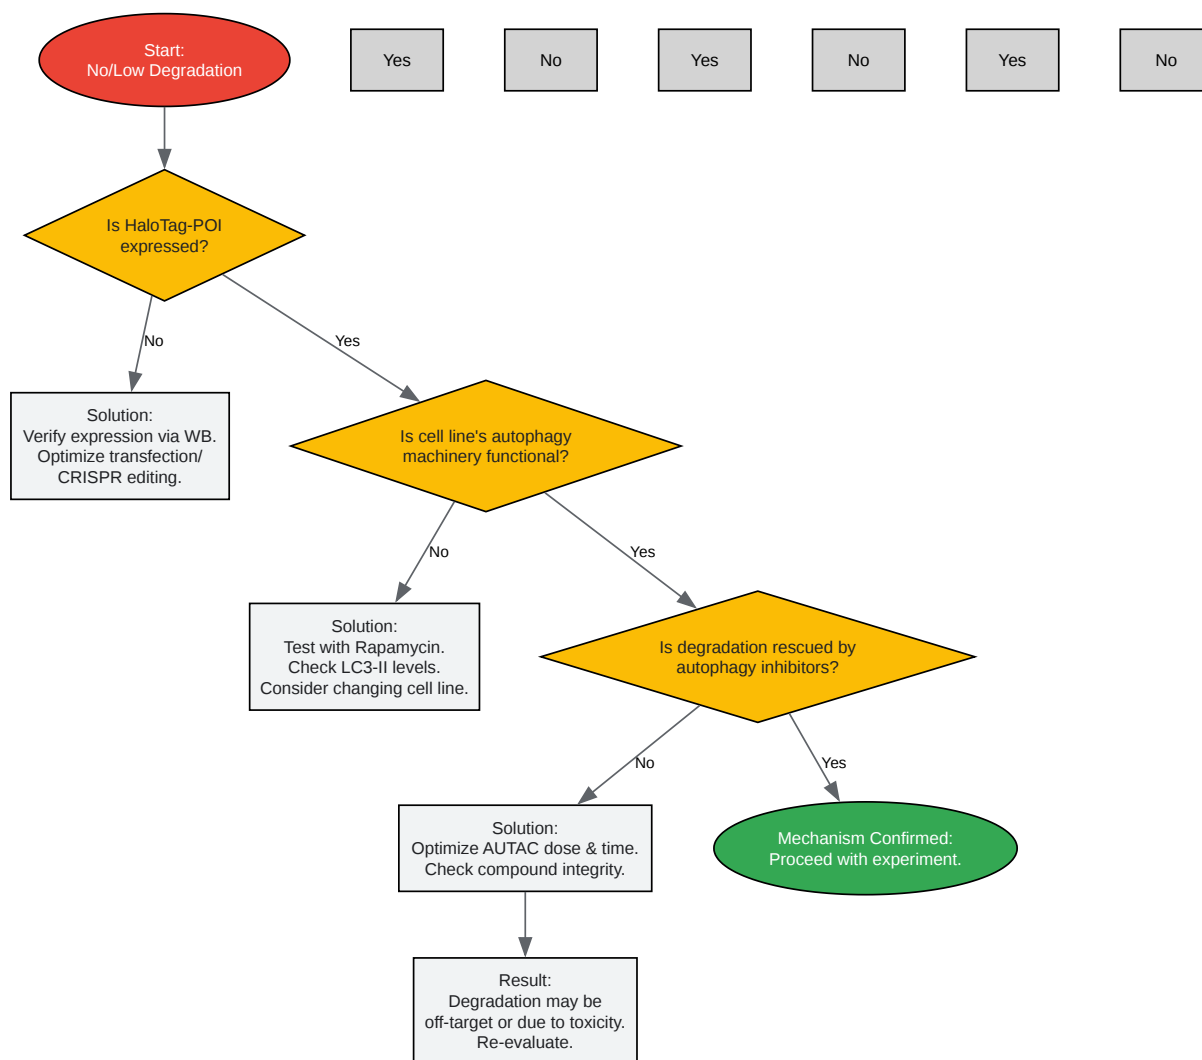 Start:
No/Low Degradation
Yes
No
Yes
No
Yes
No
Is HaloTag-POI
expressed?
No
Yes
Solution:
Verify expression via WB.
Optimize transfection/
CRISPR editing.
Is cell line's autophagy
machinery functional?
No
Yes
Solution:
Test with Rapamycin.
Check LC3-II levels.
Consider changing cell line.
Is degradation rescued by
autophagy inhibitors?
No
Yes
Solution:
Optimize AUTAC dose & time.
Check compound integrity.
Mechanism Confirmed:
Proceed with experiment.
Result:
Degradation may be
off-target or due to toxicity.
Re-evaluate.